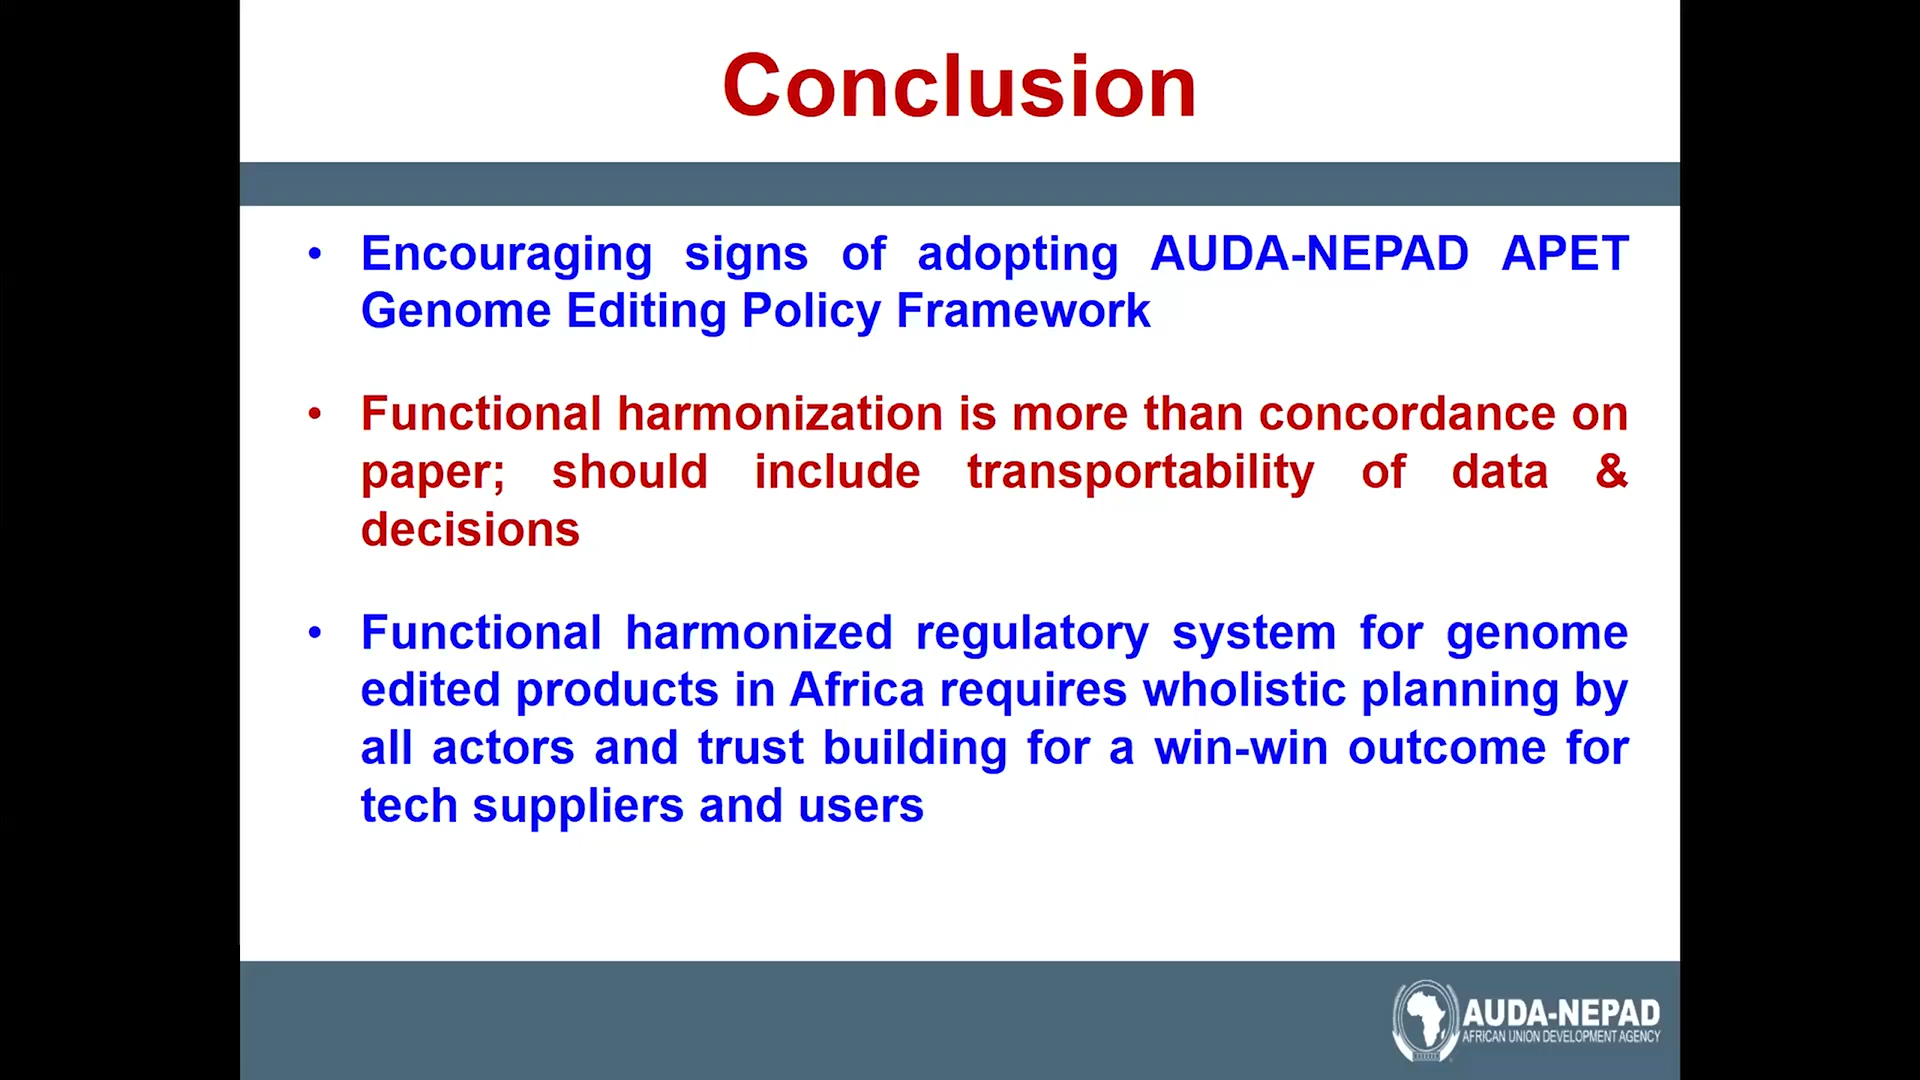 Conclusion
• Encouraging signs of adopting AUDA-NEPAD APET
Genome Editing Policy Framework
• Functional harmonization is more than concordance on
paper; should include transportability of data &
decisions
• Functional harmonized regulatory system for genome
edited products in Africa requires wholistic planning by
all actors and trust building for a win-win outcome for
tech suppliers and users
AUDA-NEPAD
AFRICAN UNION DEVELOPMENT AGENCY